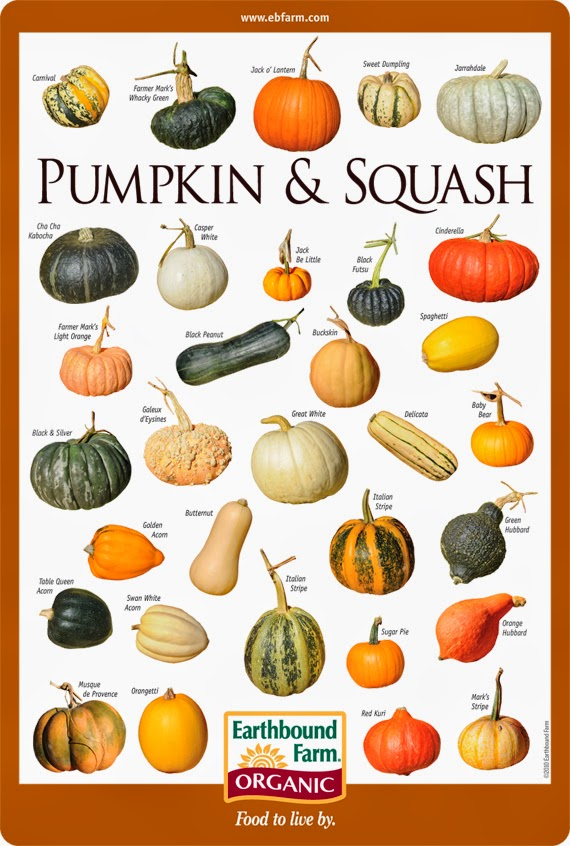 www.ebfarm.com
Carnival
Farmer Mark's
Whacky Green
Jack o' Lantern
Sweet Dumpling
Jarrahdale
PUMPKIN & SQUASH
Cha Cha
Kabocha
Casper
White
Jack
Be Little
Black
Futsu
Cinderella
Farmer Mark's
Light Orange
Black Peanut
Buckskin
Spaghetti
Black & Silver
Galeux
d'Eysines
Great White
Delicata
Baby
Bear
Golden
Acorn
Butternut
Italian
Stripe
Green
Hubbard
Table Queen
Acorn
Swan White
Acorn
Italian
Stripe
Sugar Pie
Orange
Hubbard
Musque
de Provence
Orangetti
Red Kuri
Mark's
Stripe
Earthbound
Farm.
ORGANIC
Food to live by.
©2010 Earthbound Farm